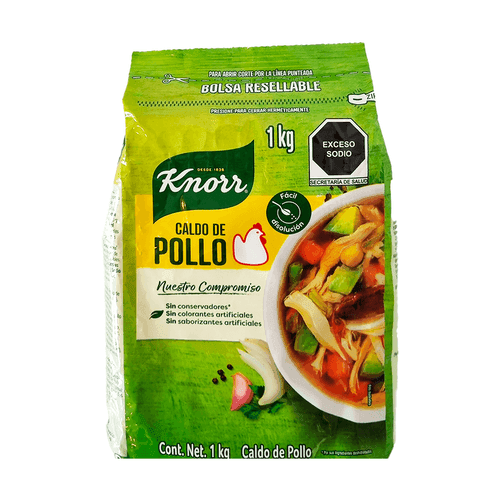 PARA ABRIR CORTE POR LA LÍNEA PUNTEADA
BOLSA RESELLABLE
ZIP
PRESIONE PARA CERRAR HERMETICAMENTE
1 kg
EXCESO
SODIO
SECRETARÍA DE SALUD
DESDE 1838
Knorr
Fácil
disolución
CALDO DE
POLLO
Nuestro Compromiso
Sin conservadores*
Sin colorantes artificiales
Sin saborizantes artificiales
Cont. Net. 1 kg Caldo de Pollo